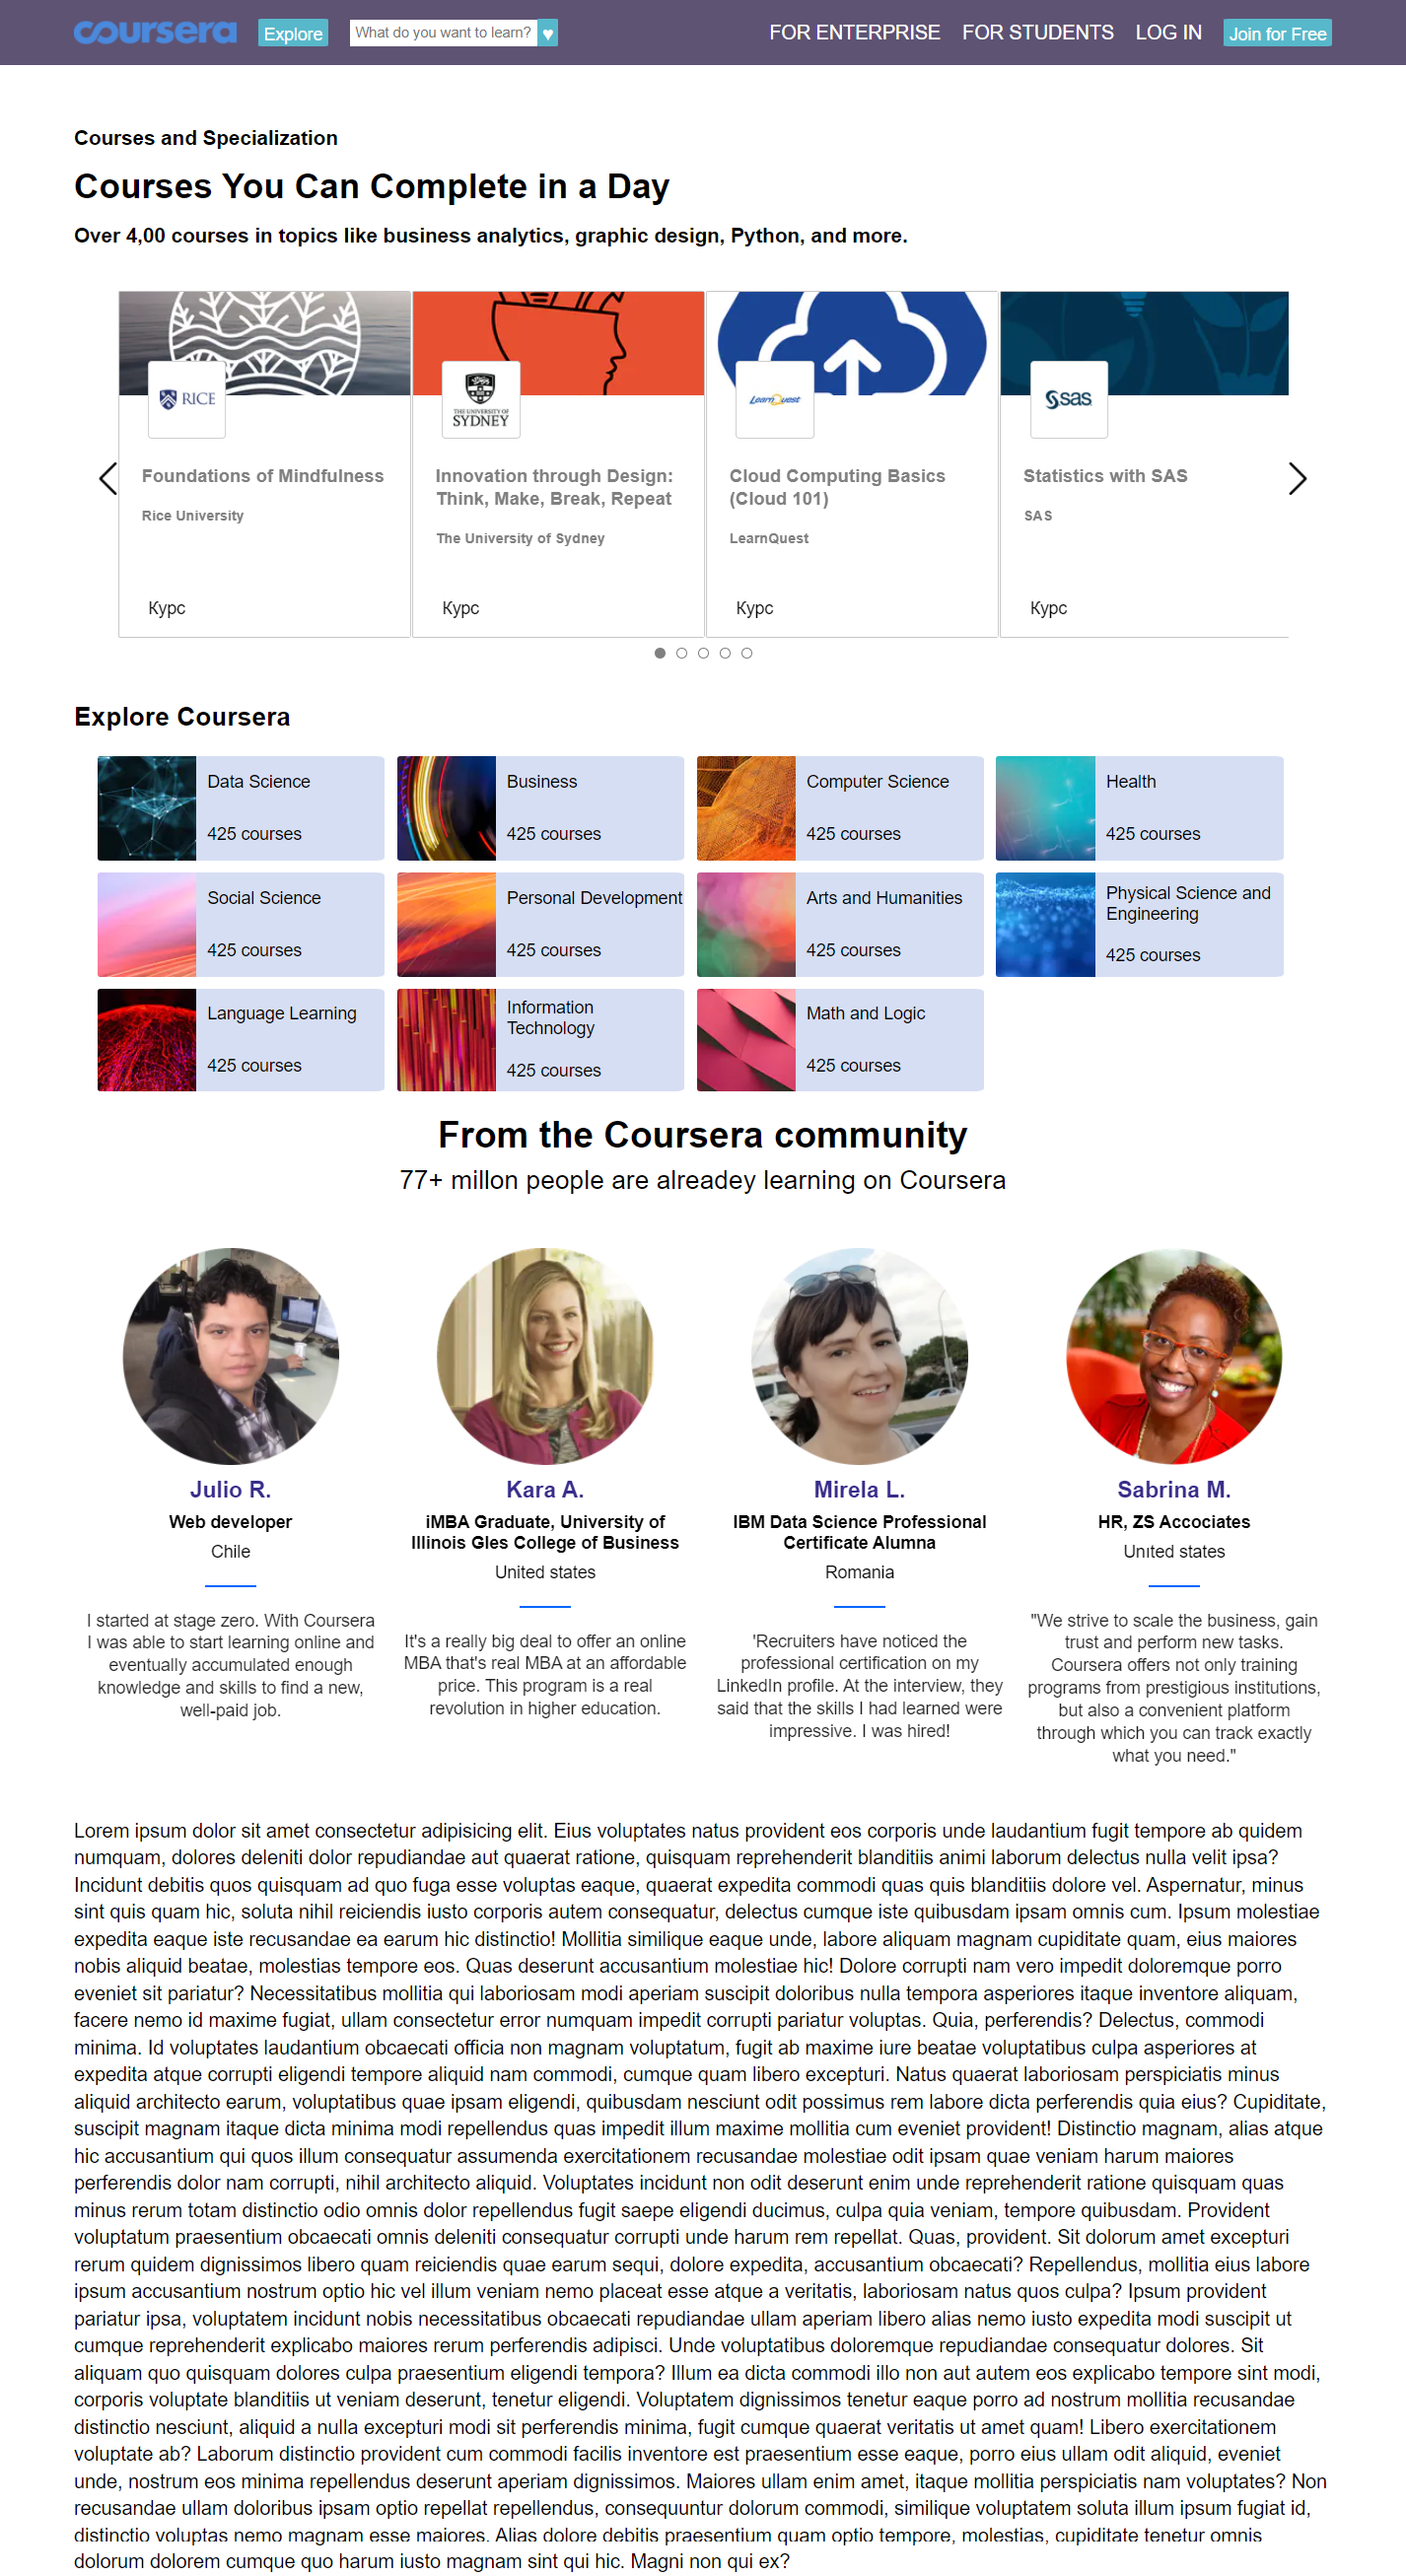 coursera Explore What do you want to learn? ♥ FOR ENTERPRISE FOR STUDENTS LOG IN Join for Free
Courses and Specialization
Courses You Can Complete in a Day
Over 4,00 courses in topics like business analytics, graphic design, Python, and more.
RICE
THE UNIVERSITY OF
SYDNEY
LearnQuest
sas
Foundations of Mindfulness
Rice University
Курс
Innovation through Design:
Think, Make, Break, Repeat
The University of Sydney
Курс
Cloud Computing Basics
(Cloud 101)
LearnQuest
Курс
Statistics with SAS
SAS
Курс
Explore Coursera
Data Science
425 courses
Business
425 courses
Computer Science
425 courses
Health
425 courses
Social Science
425 courses
Personal Development
425 courses
Arts and Humanities
425 courses
Physical Science and
Engineering
425 courses
Language Learning
425 courses
Information
Technology
425 courses
Math and Logic
425 courses
From the Coursera community
77+ millon people are alreadey learning on Coursera
Julio R.
Web developer
Chile
I started at stage zero. With Coursera
I was able to start learning online and
eventually accumulated enough
knowledge and skills to find a new,
well-paid job.
Kara A.
iMBA Graduate, University of
Illinois Gles College of Business
United states
It's a really big deal to offer an online
MBA that's real MBA at an affordable
price. This program is a real
revolution in higher education.
Mirela L.
IBM Data Science Professional
Certificate Alumna
Romania
'Recruiters have noticed the
professional certification on my
LinkedIn profile. At the interview, they
said that the skills I had learned were
impressive. I was hired!
Sabrina M.
HR, ZS Accociates
United states
"We strive to scale the business, gain
trust and perform new tasks.
Coursera offers not only training
programs from prestigious institutions,
but also a convenient platform
through which you can track exactly
what you need."
Lorem ipsum dolor sit amet consectetur adipisicing elit. Eius voluptates natus provident eos corporis unde laudantium fugit tempore ab quidem
numquam, dolores deleniti dolor repudiandae aut quaerat ratione, quisquam reprehenderit blanditiis animi laborum delectus nulla velit ipsa?
Incidunt debitis quos quisquam ad quo fuga esse voluptas eaque, quaerat expedita commodi quas quis blanditiis dolore vel. Aspernatur, minus
sint quis quam hic, soluta nihil reiciendis iusto corporis autem consequatur, delectus cumque iste quibusdam ipsam omnis cum. Ipsum molestiae
expedita eaque iste recusandae ea earum hic distinctio! Mollitia similique eaque unde, labore aliquam magnam cupiditate quam, eius maiores
nobis aliquid beatae, molestias tempore eos. Quas deserunt accusantium molestiae hic! Dolore corrupti nam vero impedit doloremque porro
eveniet sit pariatur? Necessitatibus mollitia qui laboriosam modi aperiam suscipit doloribus nulla tempora asperiores itaque inventore aliquam,
facere nemo id maxime fugiat, ullam consectetur error numquam impedit corrupti pariatur voluptas. Quia, perferendis? Delectus, commodi
minima. Id voluptates laudantium obcaecati officia non magnam voluptatum, fugit ab maxime iure beatae voluptatibus culpa asperiores at
expedita atque corrupti eligendi tempore aliquid nam commodi, cumque quam libero excepturi. Natus quaerat laboriosam perspiciatis minus
aliquid architecto earum, voluptatibus quae ipsam eligendi, quibusdam nesciunt odit possimus rem labore dicta perferendis quia eius? Cupiditate,
suscipit magnam itaque dicta minima modi repellendus quas impedit illum maxime mollitia cum eveniet provident! Distinctio magnam, alias atque
hic accusantium qui quos illum consequatur assumenda exercitationem recusandae molestiae odit ipsam quae veniam harum maiores
perferendis dolor nam corrupti, nihil architecto aliquid. Voluptates incidunt non odit deserunt enim unde reprehenderit ratione quisquam quas
minus rerum totam distinctio odio omnis dolor repellendus fugit saepe eligendi ducimus, culpa quia veniam, tempore quibusdam. Provident
voluptatum praesentium obcaecati omnis deleniti consequatur corrupti unde harum rem repellat. Quas, provident. Sit dolorum amet excepturi
rerum quidem dignissimos libero quam reiciendis quae earum sequi, dolore expedita, accusantium obcaecati? Repellendus, mollitia eius labore
ipsum accusantium nostrum optio hic vel illum veniam nemo placeat esse atque a veritatis, laboriosam natus quos culpa? Ipsum provident
pariatur ipsa, voluptatem incidunt nobis necessitatibus obcaecati repudiandae ullam aperiam libero alias nemo iusto expedita modi suscipit ut
cumque reprehenderit explicabo maiores rerum perferendis adipisci. Unde voluptatibus doloremque repudiandae consequatur dolores. Sit
aliquam quo quisquam dolores culpa praesentium eligendi tempora? Illum ea dicta commodi illo non aut autem eos explicabo tempore sint modi,
corporis voluptate blanditiis ut veniam deserunt, tenetur eligendi. Voluptatem dignissimos tenetur eaque porro ad nostrum mollitia recusandae
distinctio nesciunt, aliquid a nulla excepturi modi sit perferendis minima, fugit cumque quaerat veritatis ut amet quam! Libero exercitationem
voluptate ab? Laborum distinctio provident cum commodi facilis inventore est praesentium esse eaque, porro eius ullam odit aliquid, eveniet
unde, nostrum eos minima repellendus deserunt aperiam dignissimos. Maiores ullam enim amet, itaque mollitia perspiciatis nam voluptates? Non
recusandae ullam doloribus ipsam optio repellat repellendus, consequuntur dolorum commodi, similique voluptatem soluta illum ipsum fugiat id,
distinctio voluptas nemo magnam esse maiores. Alias dolore debitis praesentium quam optio tempore, molestias, cupiditate tenetur omnis
dolorum dolorem cumque quo harum iusto magnam sint qui hic. Magni non qui ex?